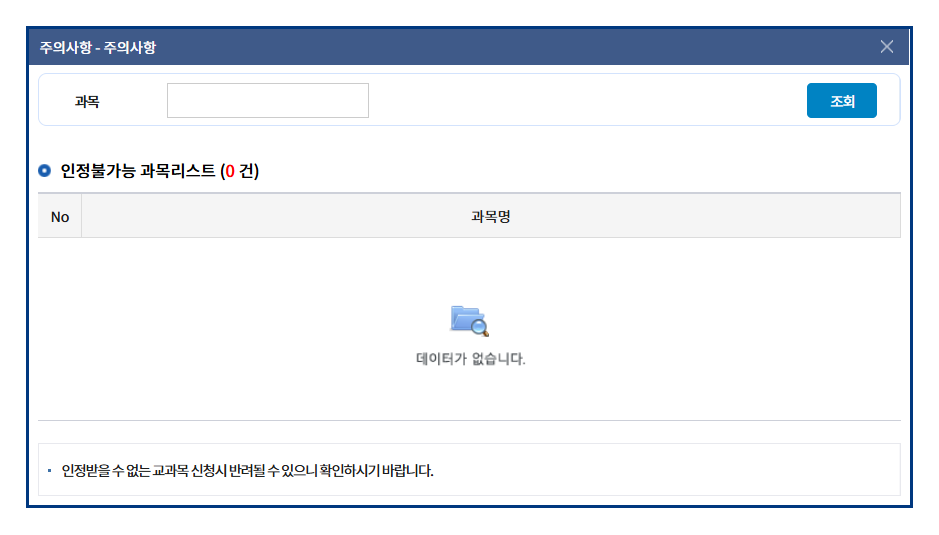 주의사항 - 주의사항
과목
조회
인정불가능 과목리스트 (0 건)
No 과목명
데이터가 없습니다.
인정받을 수 없는 교과목 신청시 반려될 수 있으니 확인하시기 바랍니다.